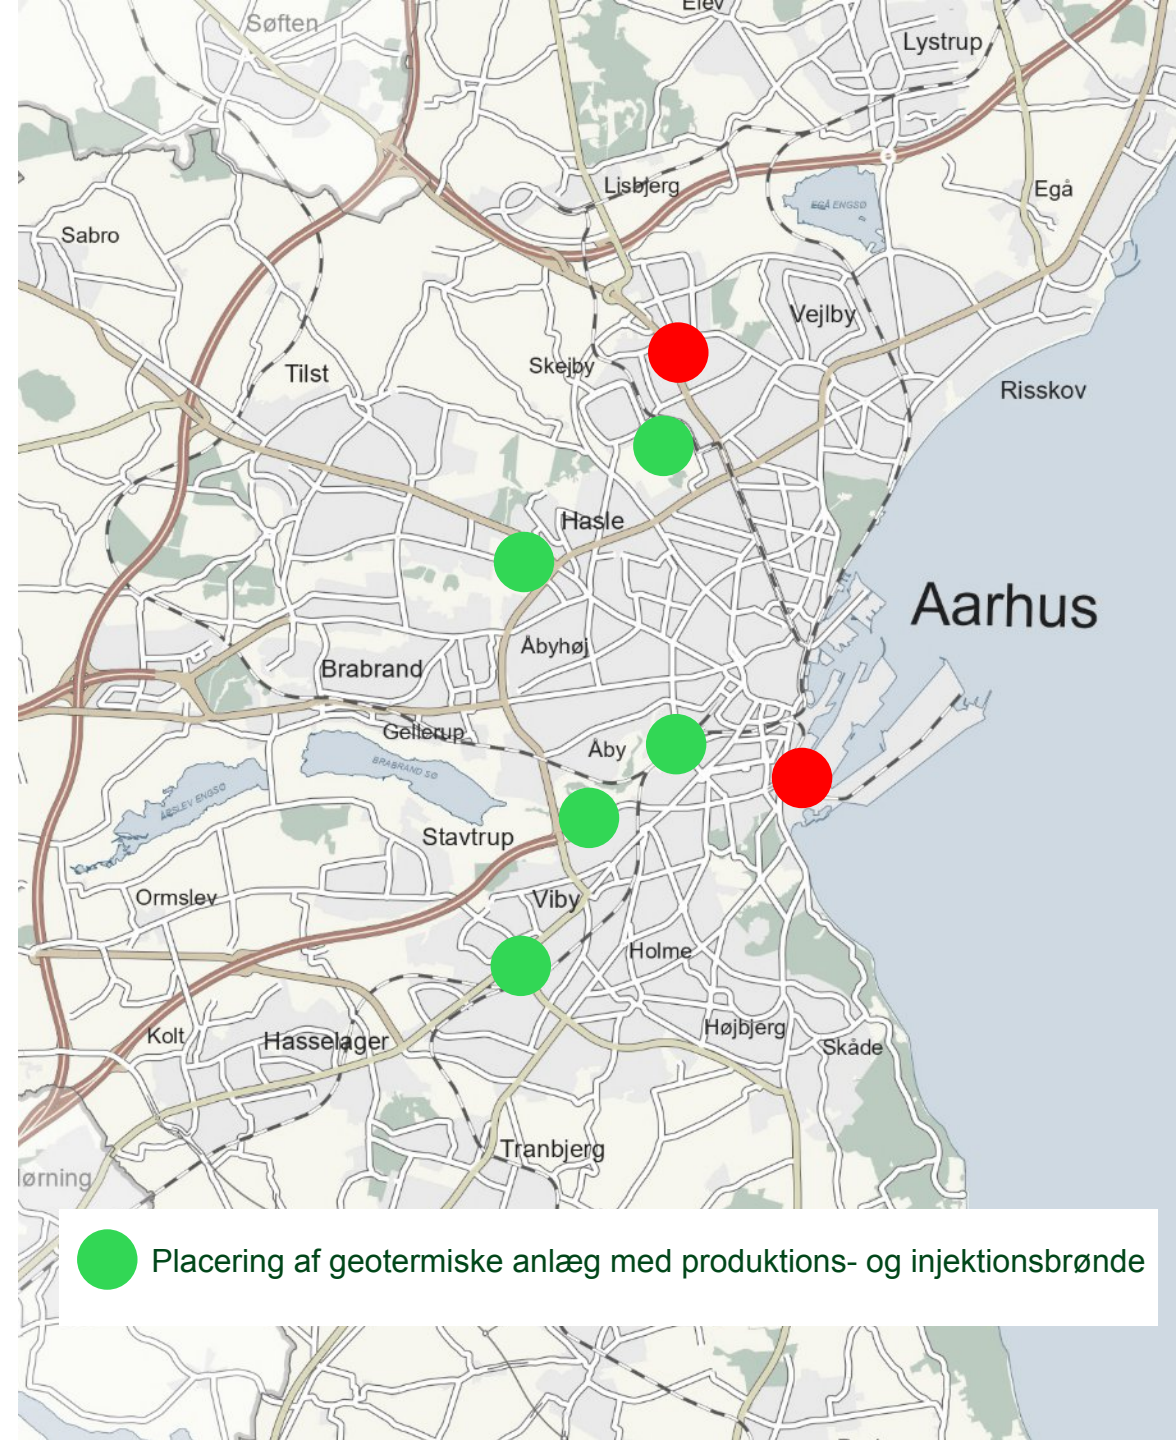 Elev
Søften
Lystrup
Lisbjerg
Egå
EGÅ ENGSØ
Sabro
Vejlby
Skejby
Tilst
Risskov
Hasle
Aarhus
Åbyhøj
Brabrand
Gellerup
Åby
BRABRAND SØ
ÅRSLEV ENGSØ
Stavtrup
Ormslev
Viby
Holme
Højbjerg
Kolt
Hasselager
Skåde
Tranbjerg
lørning
Placering af geotermiske anlæg med produktions- og injektionsbrønde